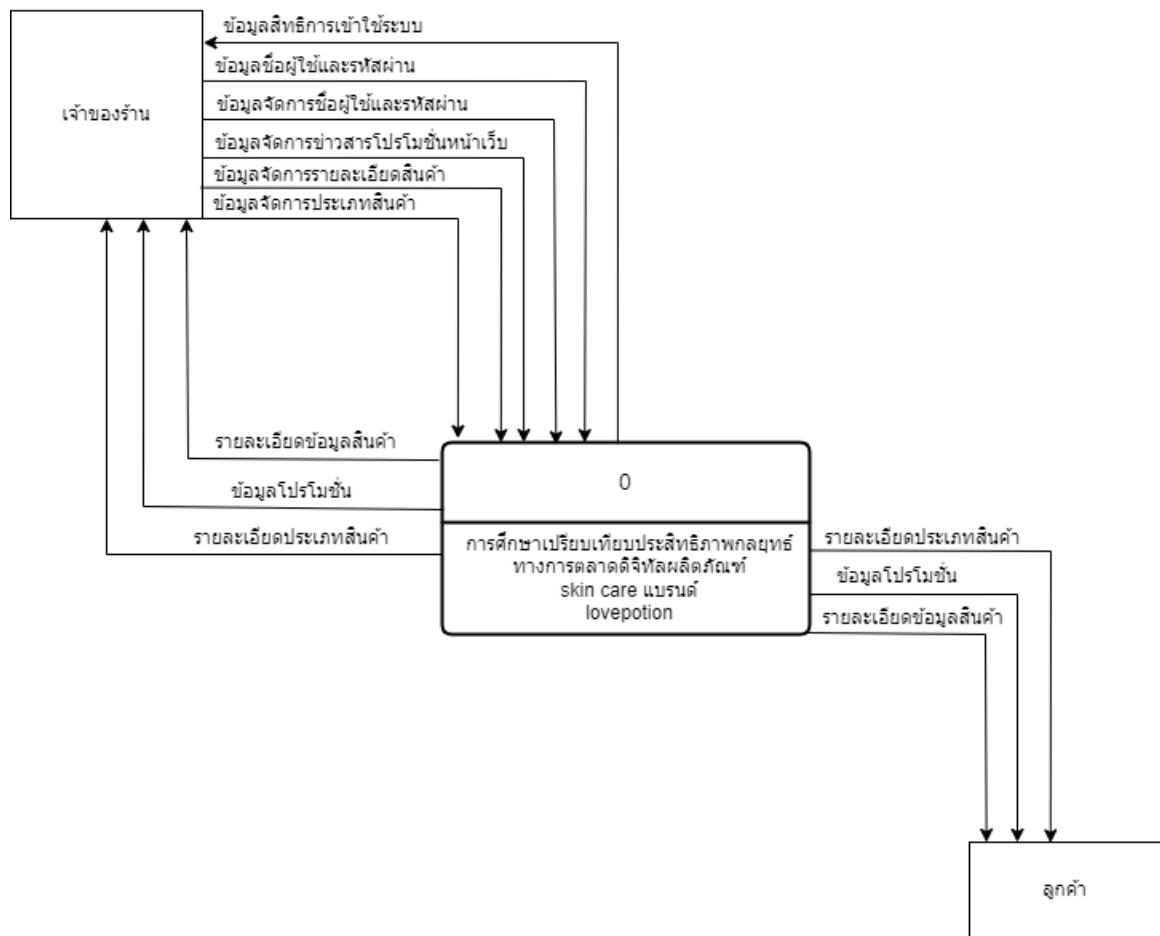 ข้อมูลสิทธิการเข้าใช้ระบบ
ข้อมูลชื่อผู้ใช้และรหัสผ่าน
เจ้าของร้าน
ข้อมูลจัดการชื่อผู้ใช้และรหัสผ่าน
ข้อมูลจัดการข่าวสารโปรโมชั่นหน้าเว็บ
ข้อมูลจัดการรายละเอียดสินค้า
ข้อมูลจัดการประเภทสินค้า
รายละเอียดข้อมูลสินค้า
ข้อมูลโปรโมชั่น
รายละเอียดประเภทสินค้า
0
การศึกษาเปรียบเทียบประสิทธิภาพกลยุทธ์
ทางการตลาดดิจิทัลผลิตภัณฑ์
skin care แบรนด์
lovepotion
รายละเอียดประเภทสินค้า
ข้อมูลโปรโมชั่น
รายละเอียดข้อมูลสินค้า
ลูกค้า